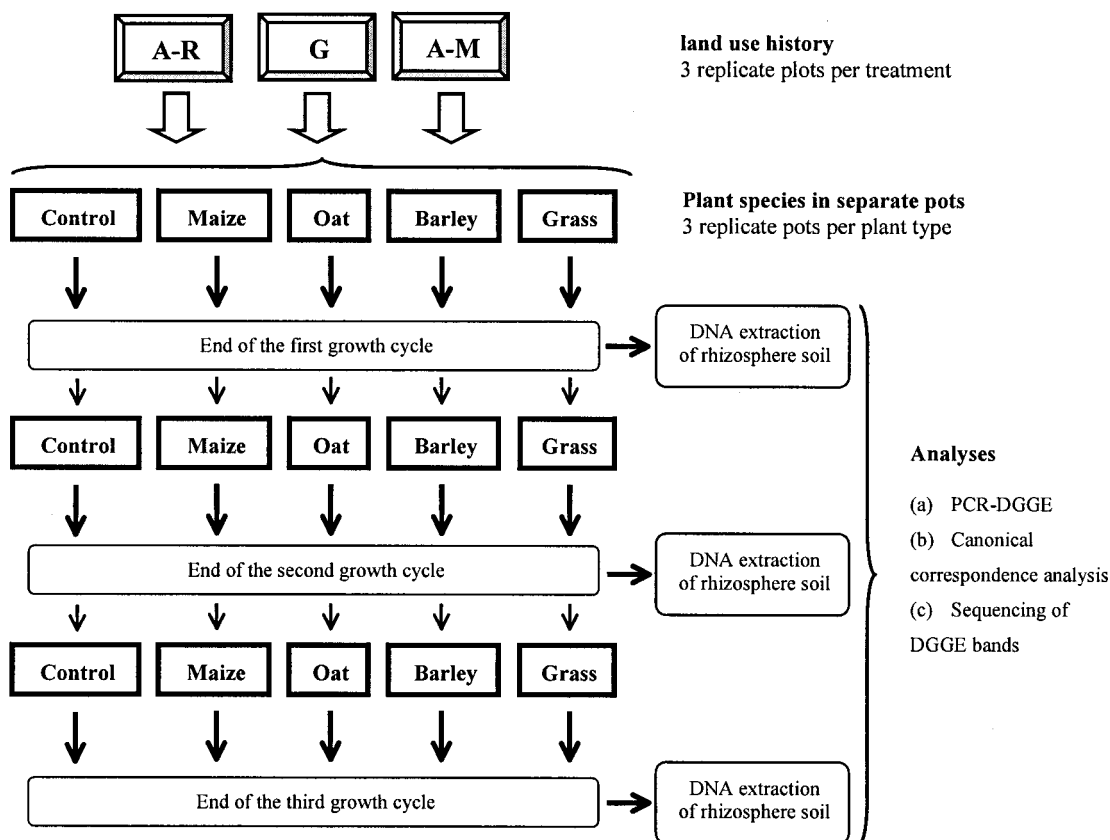 A-R G A-M
land use history
3 replicate plots per treatment
Control Maize Oat Barley Grass
Plant species in separate pots
3 replicate pots per plant type
End of the first growth cycle
DNA extraction
of rhizosphere soil
Control Maize Oat Barley Grass
End of the second growth cycle
DNA extraction
of rhizosphere soil
Control Maize Oat Barley Grass
End of the third growth cycle
DNA extraction
of rhizosphere soil
Analyses
(a) PCR-DGGE
(b) Canonical
correspondence analysis
(c) Sequencing of
DGGE bands